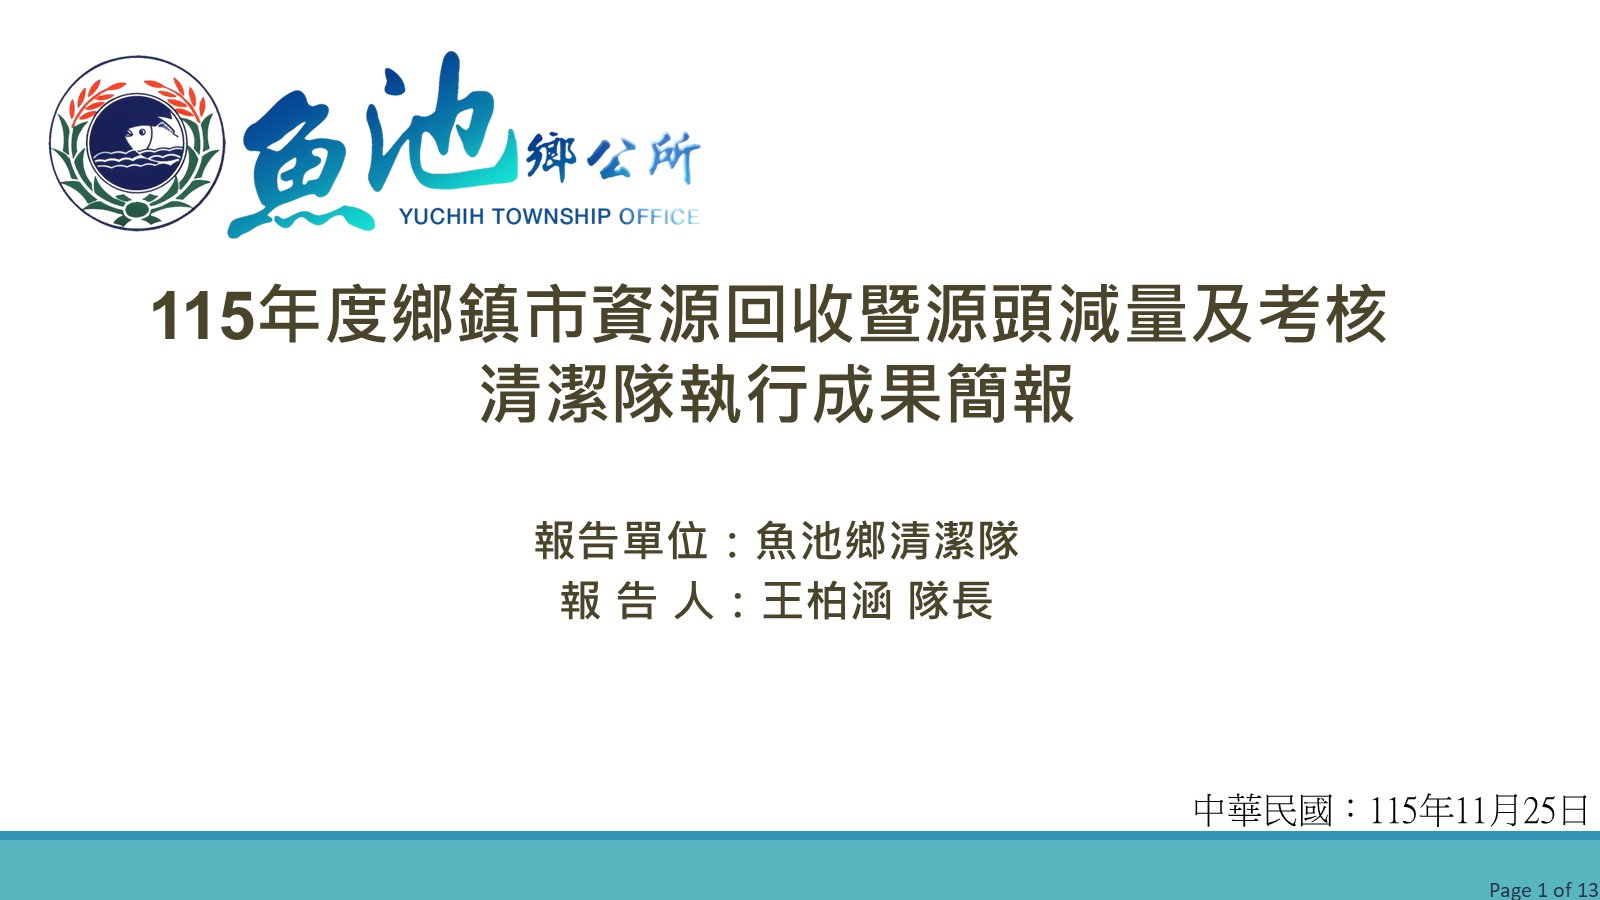 魚池鄉公所
YUCHIH TOWNSHIP OFFICE
115年度鄉鎮市資源回收暨源頭減量及考核
清潔隊執行成果簡報
報告單位：魚池鄉清潔隊
報 告 人：王柏涵 隊長
中華民國：115年11月25日
Page 1 of 13